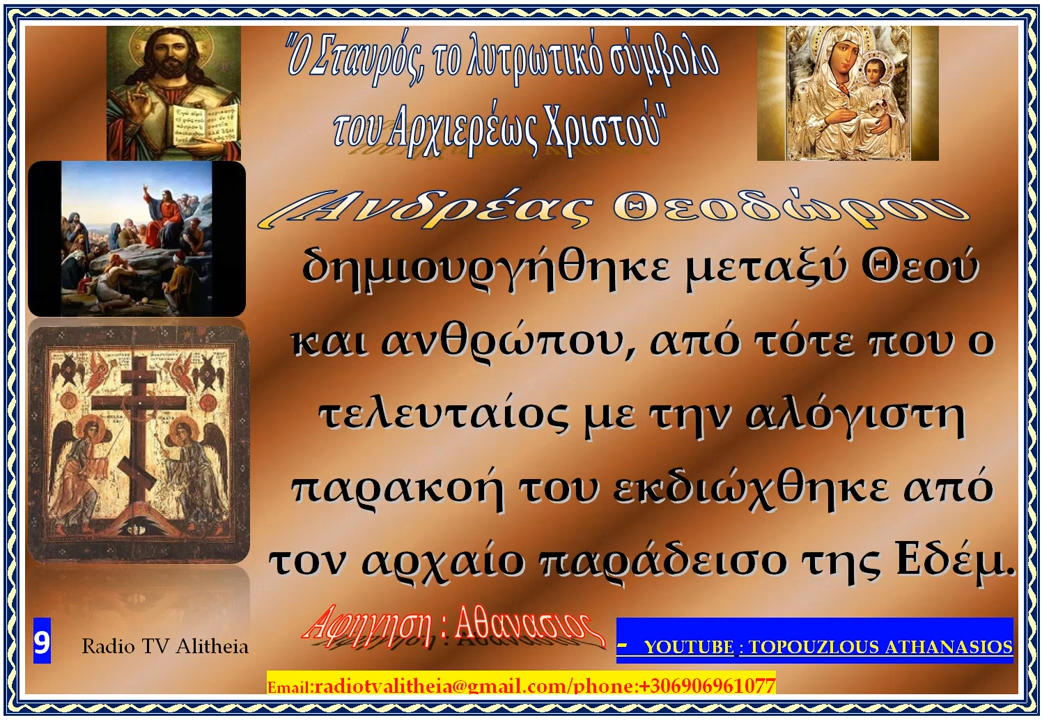 "Ο Σταυρός, το λυτρωτικό σύμβολο
του Αρχιερέως Χριστού"
(Ανδρέας Θεοδώρου
δημιουργήθηκε μεταξύ Θεού
και ανθρώπου, από τότε που ο
τελευταίος με την αλόγιστη
παρακοή του εκδιώχθηκε από
τον αρχαίο παράδεισο της Εδέμ.
Αφηγηση : Αθανασιος
9 Radio TV Alitheia
- YOUTUBE : TOPOUZLOUS ATHANASIOS
Email:radiotvalitheia@gmail.com/phone:+306906961077